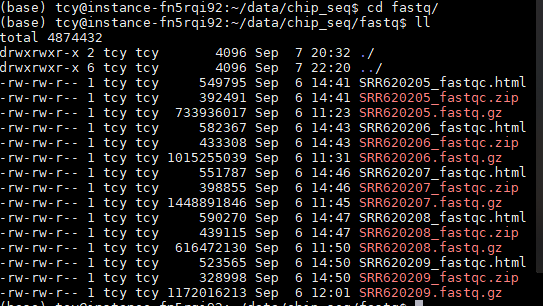 (base) tcy@instance-fn5rqi92:~/data/chip_seq$ cd fastq/
(base) tcy@instance-fn5rqi92:~/data/chip_seq/fastq$ ll
total 4874432
drwxrwxr-x 2 tcy tcy 4096 Sep 7 20:32 ./
drwxrwxr-x 6 tcy tcy 4096 Sep 7 22:20 ../
-rw-rw-r-- 1 tcy tcy 549795 Sep 6 14:41 SRR620205_fastqc.html
-rw-rw-r-- 1 tcy tcy 392491 Sep 6 14:41 SRR620205_fastqc.zip
-rw-rw-r-- 1 tcy tcy 733936017 Sep 6 11:23 SRR620205.fastq.gz
-rw-rw-r-- 1 tcy tcy 582367 Sep 6 14:43 SRR620206_fastqc.html
-rw-rw-r-- 1 tcy tcy 433308 Sep 6 14:43 SRR620206_fastqc.zip
-rw-rw-r-- 1 tcy tcy 1015255039 Sep 6 11:31 SRR620206.fastq.gz
-rw-rw-r-- 1 tcy tcy 551787 Sep 6 14:46 SRR620207_fastqc.html
-rw-rw-r-- 1 tcy tcy 398855 Sep 6 14:46 SRR620207_fastqc.zip
-rw-rw-r-- 1 tcy tcy 1448891846 Sep 6 11:45 SRR620207.fastq.gz
-rw-rw-r-- 1 tcy tcy 590270 Sep 6 14:47 SRR620208_fastqc.html
-rw-rw-r-- 1 tcy tcy 439115 Sep 6 14:47 SRR620208_fastqc.zip
-rw-rw-r-- 1 tcy tcy 616472130 Sep 6 11:50 SRR620208.fastq.gz
-rw-rw-r-- 1 tcy tcy 523565 Sep 6 14:50 SRR620209_fastqc.html
-rw-rw-r-- 1 tcy tcy 328998 Sep 6 14:50 SRR620209_fastqc.zip
-rw-rw-r-- 1 tcy tcy 1172016213 Sep 6 12:01 SRR620209.fastq.gz
(base) tcy@instance-fn5rqi92:~/data/chip_seq/fastq$